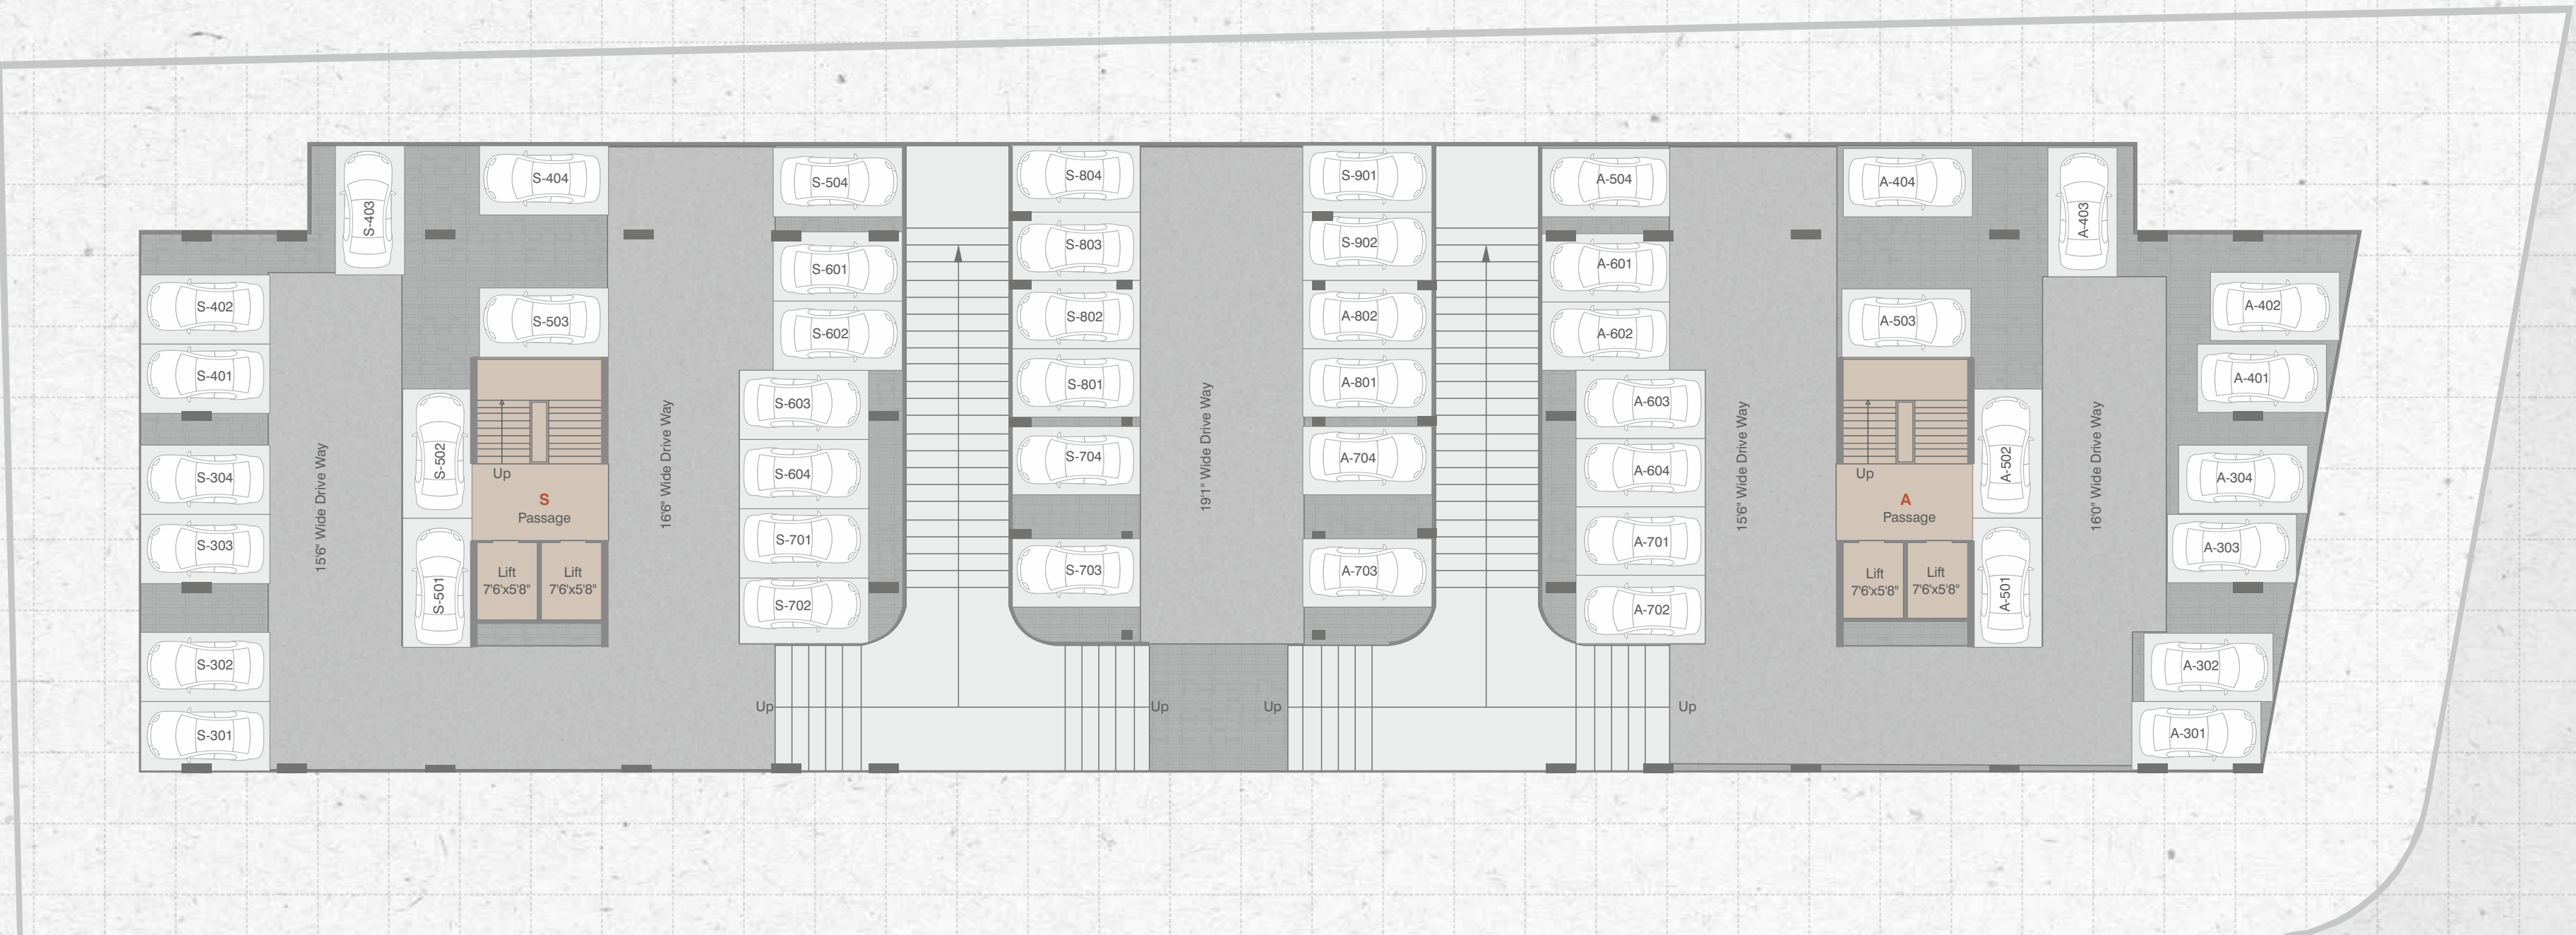 S-403
S-404
S-504
S-804
S-901
A-504
A-404
A-403
S-402
S-503
S-601
S-803
S-902
A-601
A-503
A-402
S-401
S-602
S-802
A-802
A-602
A-401
S-304
S-502
S-603
S-801
A-801
A-603
A-502
A-304
S-303
S-501
S-604
S-704
A-704
A-604
A-501
A-303
S-302
S-701
S-703
A-703
A-701
A-302
S-301
S-702
A-702
A-301
15'6" Wide Drive Way
16'6" Wide Drive Way
19'1" Wide Drive Way
15'6" Wide Drive Way
16'0" Wide Drive Way
Up
S
Passage
Lift
7'6'x5'8"
Lift
7'6'x5'8"
Up
A
Passage
Lift
7'6'x5'8"
Lift
7'6'x5'8"
Up
Up
Up
Up